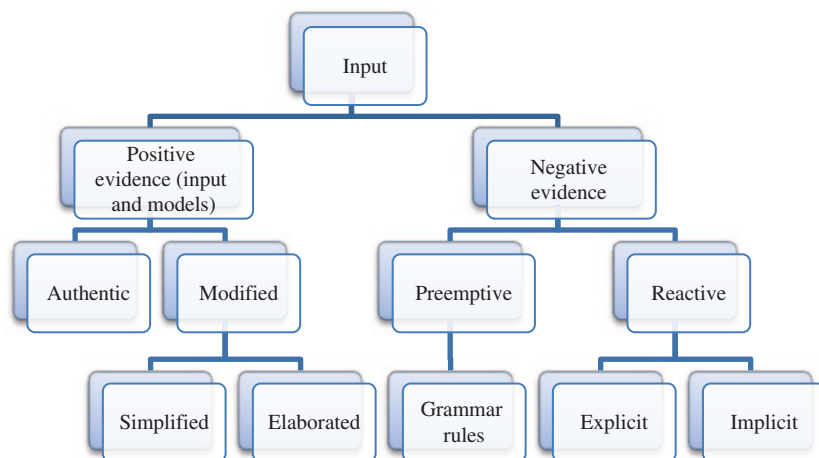 Input
Positive
evidence (input
and models)
Negative
evidence
Authentic
Modified
Preemptive
Reactive
Simplified
Elaborated
Grammar
rules
Explicit
Implicit